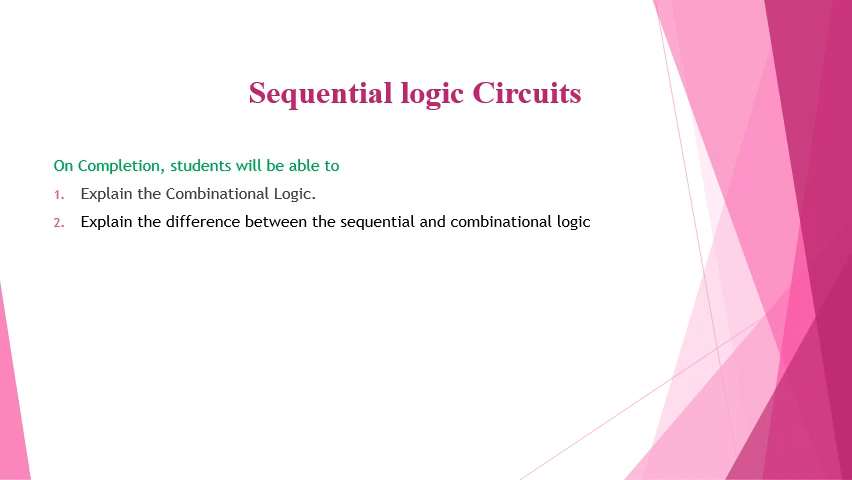 Sequential logic Circuits
On Completion, students will be able to
1. Explain the Combinational Logic.
2. Explain the difference between the sequential and combinational logic